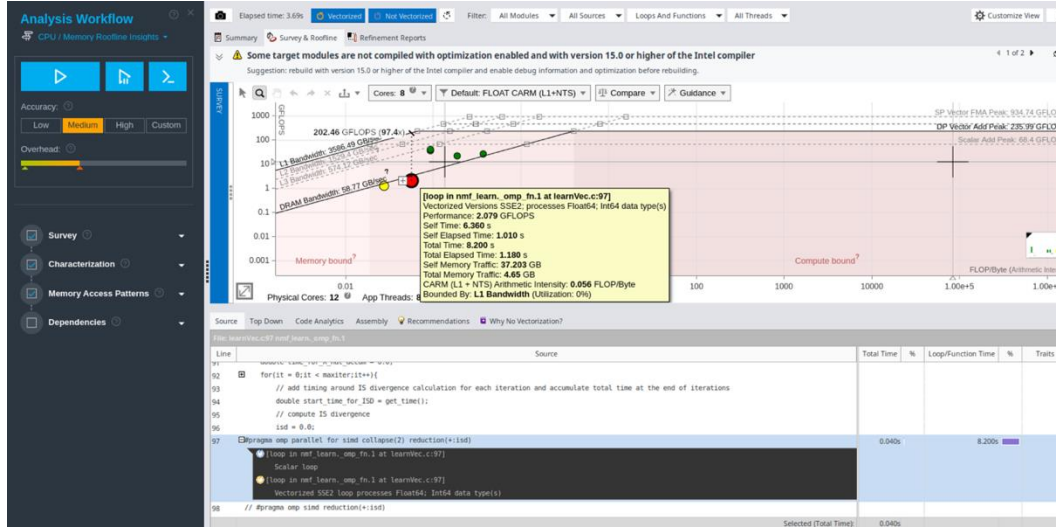 Analysis Workflow
CPU / Memory Roofline Insights
Accuracy:
Low Medium High Custom
Overhead:
Survey
Characterization
Memory Access Patterns
Dependencies
Elapsed time: 3.69s Vectorized Not Vectorized Filter: All Modules All Sources Loops And Functions All Threads Customize View
Summary Survey & Roofline Refinement Reports
Some target modules are not compiled with optimization enabled and with version 15.0 or higher of the Intel compiler 1 of 2
Suggestion: rebuild with version 15.0 or higher of the Intel compiler and enable debug information and optimization before rebuilding.
SURVEY
Cores: 8 Default: FLOAT CARM (L1+NTS) Compare Guidance
GFLOPS
1000
100
10
1
0.1
0.01
0.001
202.46 GFLOPS (97.4x)
SP Vector FMA Peak: 934.74 GFLO
DP Vector Add Peak: 235.99 GFLO
Scalar Add Peak: 68.4 GFLO
L1 Bandwidth: 3586.49 GB/sec
DRAM Bandwidth: 58.77 GB/sec
?
[loop in nmf_learn._omp_fn.1 at learnVec.c:97]
Vectorized Versions SSE2; processes Float64; Int64 data type(s)
Performance: 2.079 GFLOPS
Self Time: 6.360 s
Self Elapsed Time: 1.010 s
Total Time: 8.200 s
Total Elapsed Time: 1.180 s
Self Memory Traffic: 37.203 GB
Total Memory Traffic: 4.65 GB
CARM (L1 + NTS) Arithmetic Intensity: 0.056 FLOP/Byte
Bounded By: L1 Bandwidth (Utilization: 0%)
Memory bound?
Compute bound?
FLOP/Byte (Arithmetic Inte
0.01
100
1000
10000
1.00e+5
1.00e+
Physical Cores: 12 App Threads: 8
Source Top Down Code Analytics Assembly Recommendations Why No Vectorization?
File: learnVec.c:97 nmf_learn._omp_fn.1
Line Source Total Time % Loop/Function Time % Traits
92 for(it = 0;it < maxiter;it++){
93 // add timing around IS divergence calculation for each iteration and accumulate total time at the end of iterations
94 double start_time_for_ISD = get_time();
95 // compute IS divergence
96 isd = 0.0;
97 #pragma omp parallel for simd collapse(2) reduction(+:isd) 0.040s 8.200s
[loop in nmf_learn._omp_fn.1 at learnVec.c:97]
Scalar loop
[loop in nmf_learn._omp_fn.1 at learnVec.c:97]
Vectorized SSE2 loop processes Float64; Int64 data type(s)
98 // #pragma omp simd reduction(+:isd)
Selected (Total Time): 0.040s